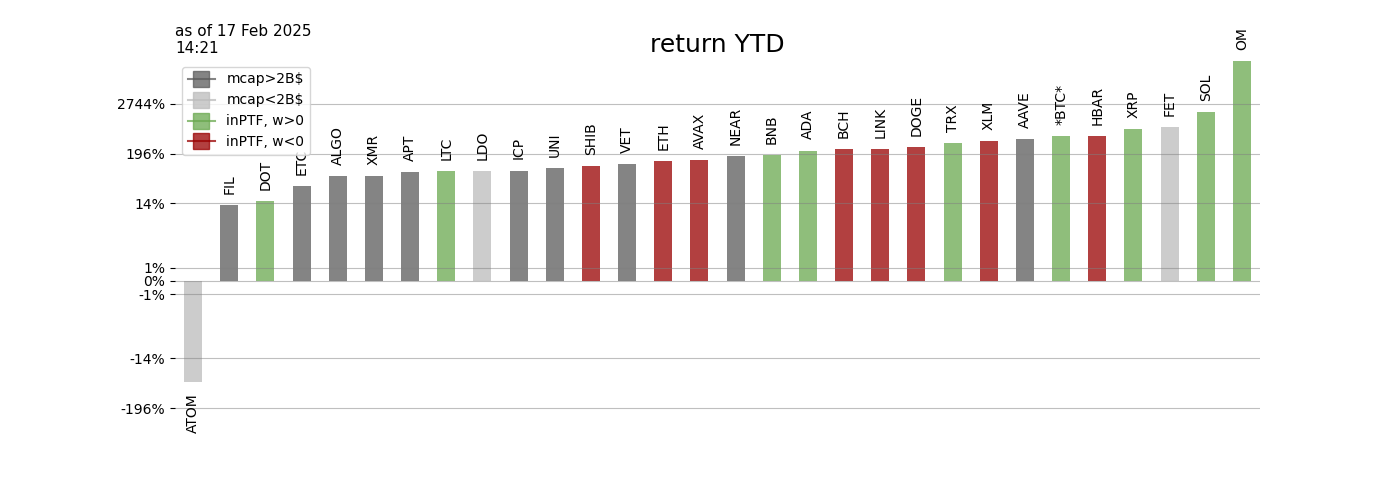 as of 17 Feb 2025
14:21
return YTD
mcap>2B$
mcap<2B$
inPTF, w>0
inPTF, w<0
2744%
196%
14%
1%
0%
-1%
-14%
-196%
ATOM
FIL
DOT
ETC
ALGO
XMR
APT
LTC
LDO
ICP
UNI
SHIB
VET
ETH
AVAX
NEAR
BNB
ADA
BCH
LINK
DOGE
TRX
XLM
AAVE
*BTC*
HBAR
XRP
FET
SOL
OM